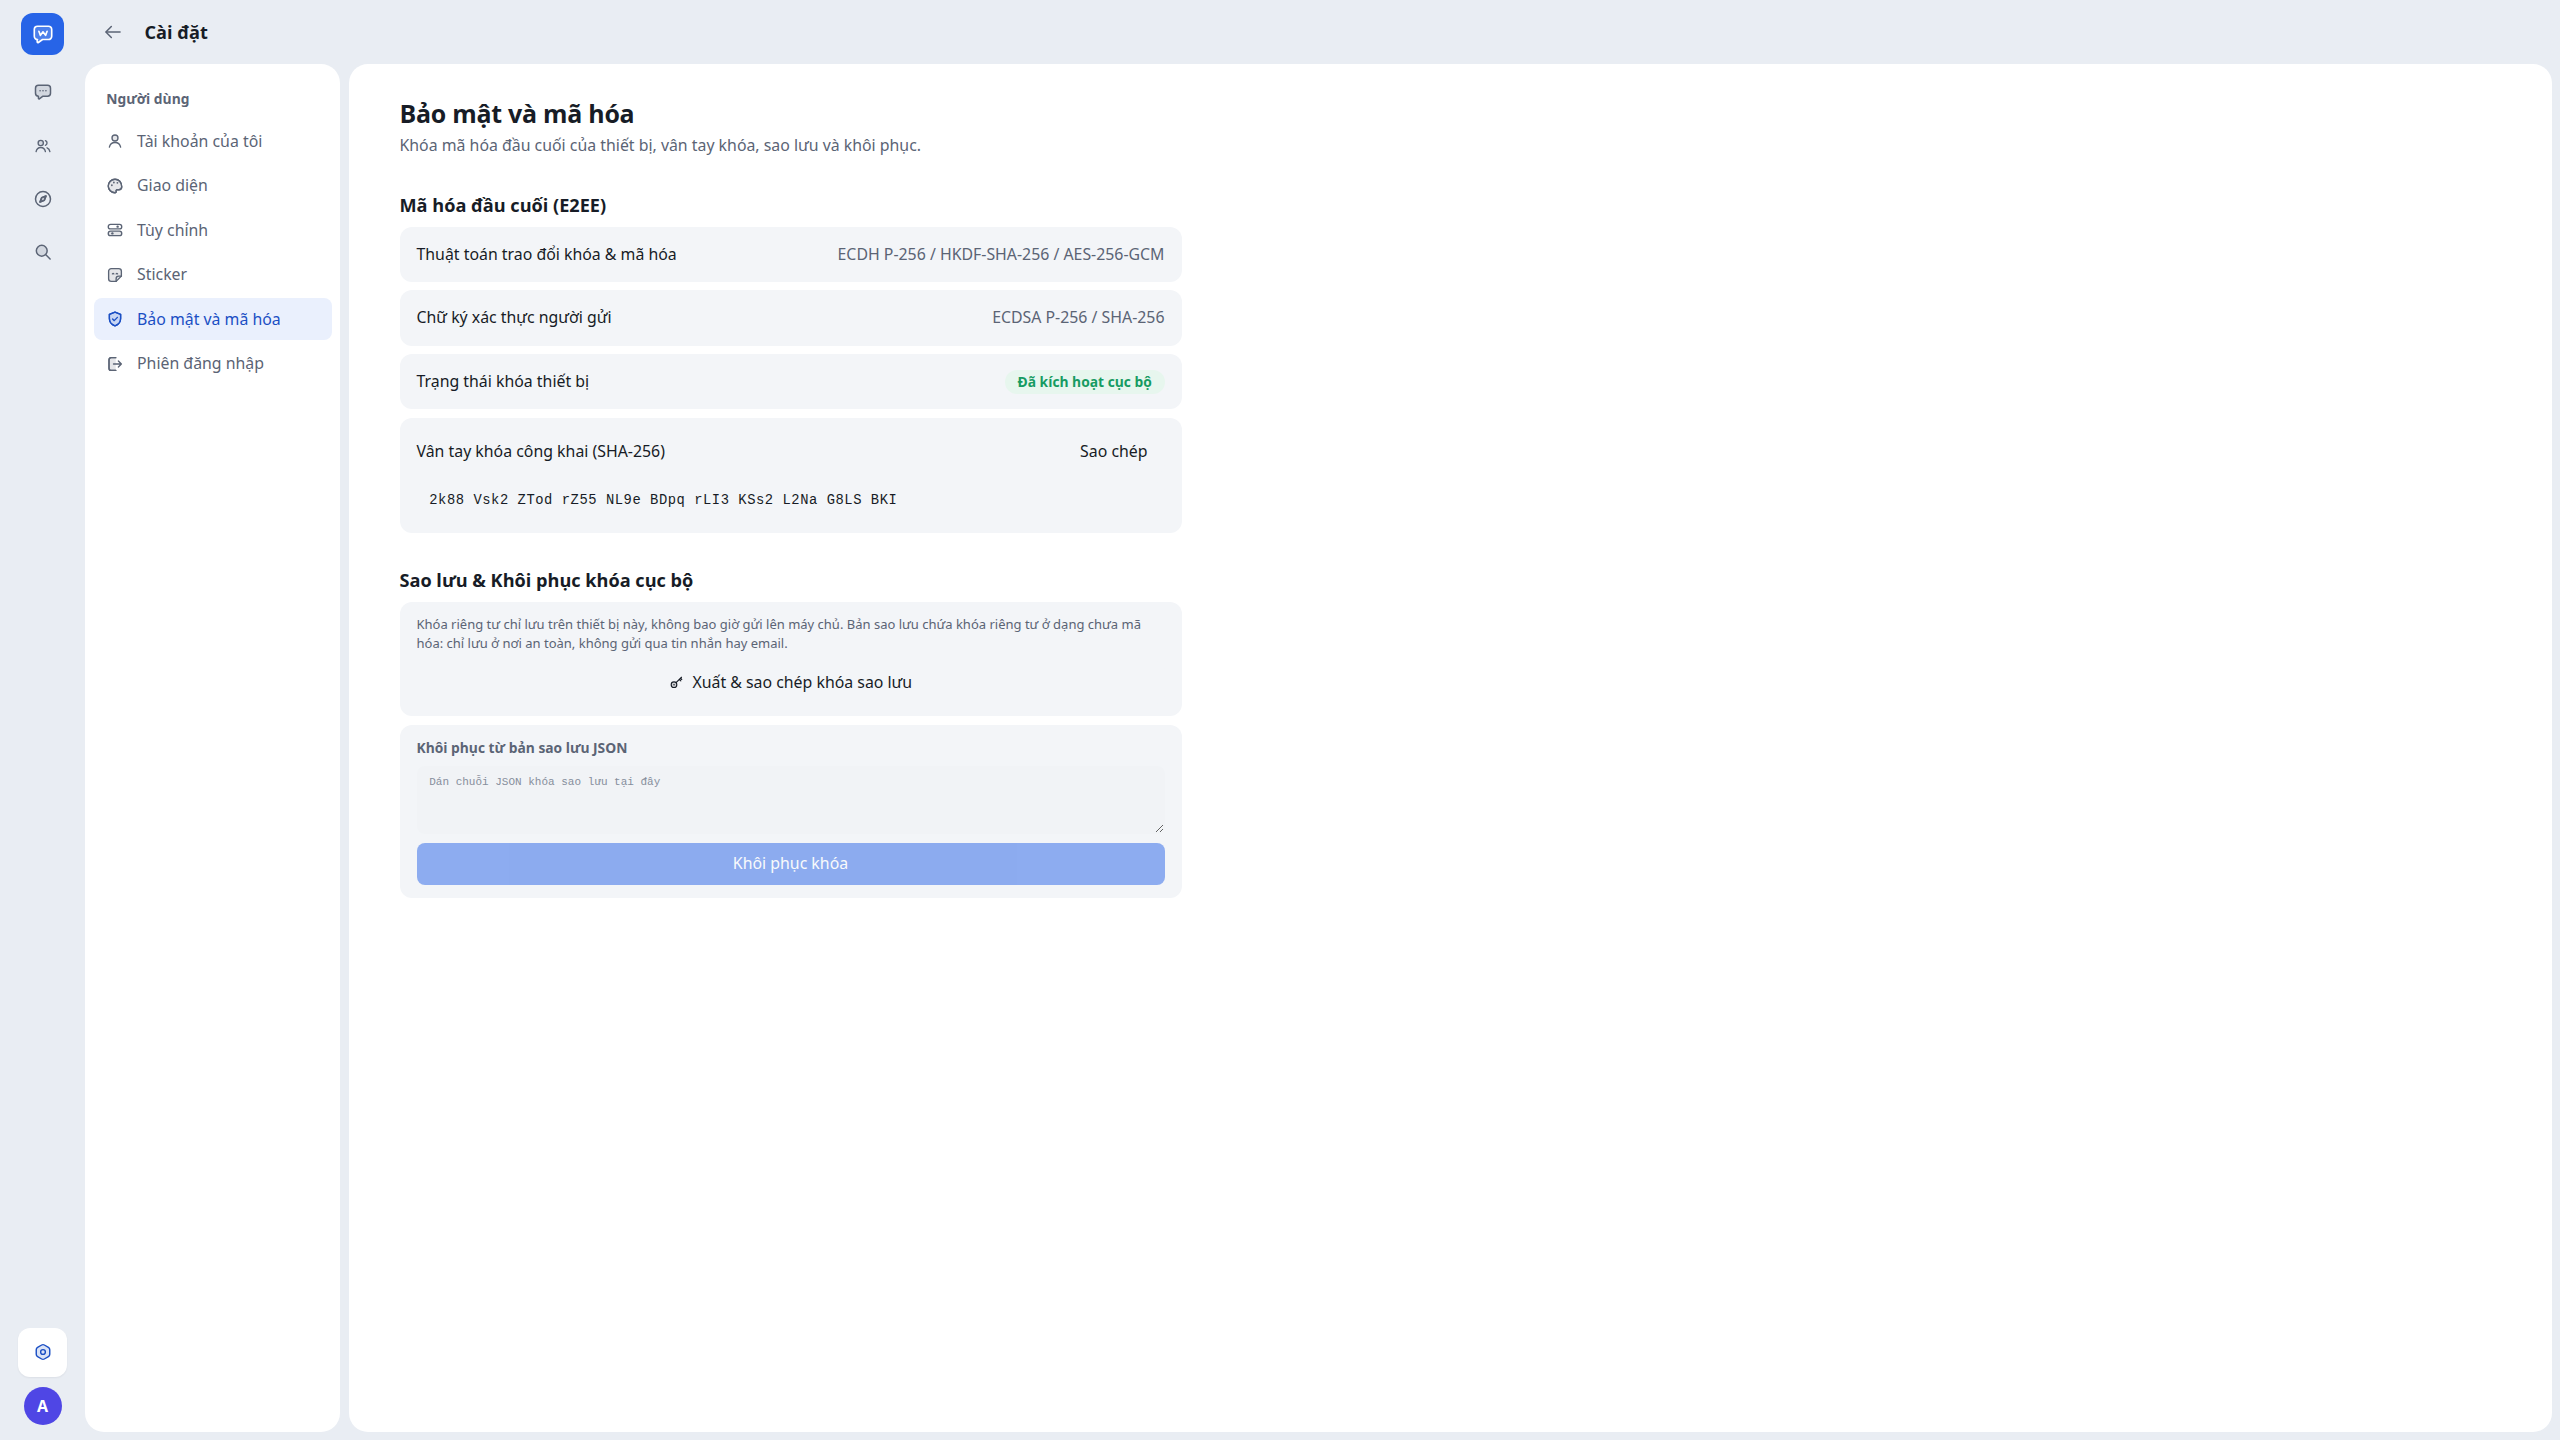 Cài đặt
Người dùng
Tài khoản của tôi
Giao diện
Tùy chỉnh
Sticker
Bảo mật và mã hóa
Phiên đăng nhập
A
Bảo mật và mã hóa
Khóa mã hóa đầu cuối của thiết bị, vân tay khóa, sao lưu và khôi phục.
Mã hóa đầu cuối (E2EE)
Thuật toán trao đổi khóa & mã hóa ECDH P-256 / HKDF-SHA-256 / AES-256-GCM
Chữ ký xác thực người gửi ECDSA P-256 / SHA-256
Trạng thái khóa thiết bị Đã kích hoạt cục bộ
Vân tay khóa công khai (SHA-256) Sao chép
2k88 Vsk2 ZTod rZ55 NL9e BDpq rLI3 KSs2 L2Na G8LS BKI
Sao lưu & Khôi phục khóa cục bộ
Khóa riêng tư chỉ lưu trên thiết bị này, không bao giờ gửi lên máy chủ. Bản sao lưu chứa khóa riêng tư ở dạng chưa mã
hóa: chỉ lưu ở nơi an toàn, không gửi qua tin nhắn hay email.
Xuất & sao chép khóa sao lưu
Khôi phục từ bản sao lưu JSON
Dán chuỗi JSON khóa sao lưu tại đây
Khôi phục khóa